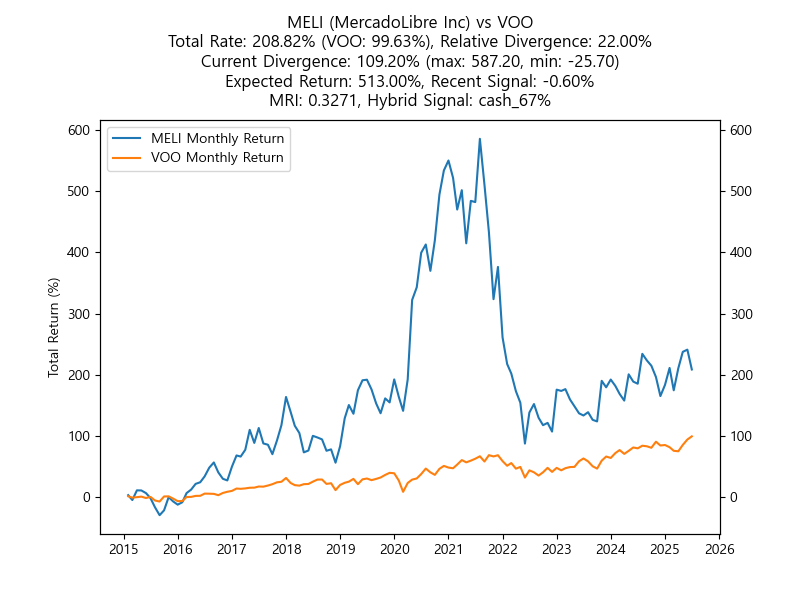 MELI (MercadoLibre Inc) vs VOO
Total Rate: 208.82% (VOO: 99.63%), Relative Divergence: 22.00%
Current Divergence: 109.20% (max: 587.20, min: -25.70)
Expected Return: 513.00%, Recent Signal: -0.60%
MRI: 0.3271, Hybrid Signal: cash_67%
MELI Monthly Return
VOO Monthly Return
Total Return (%)
600
500
400
300
200
100
0
600
500
400
300
200
100
0
2015 2016 2017 2018 2019 2020 2021 2022 2023 2024 2025 2026